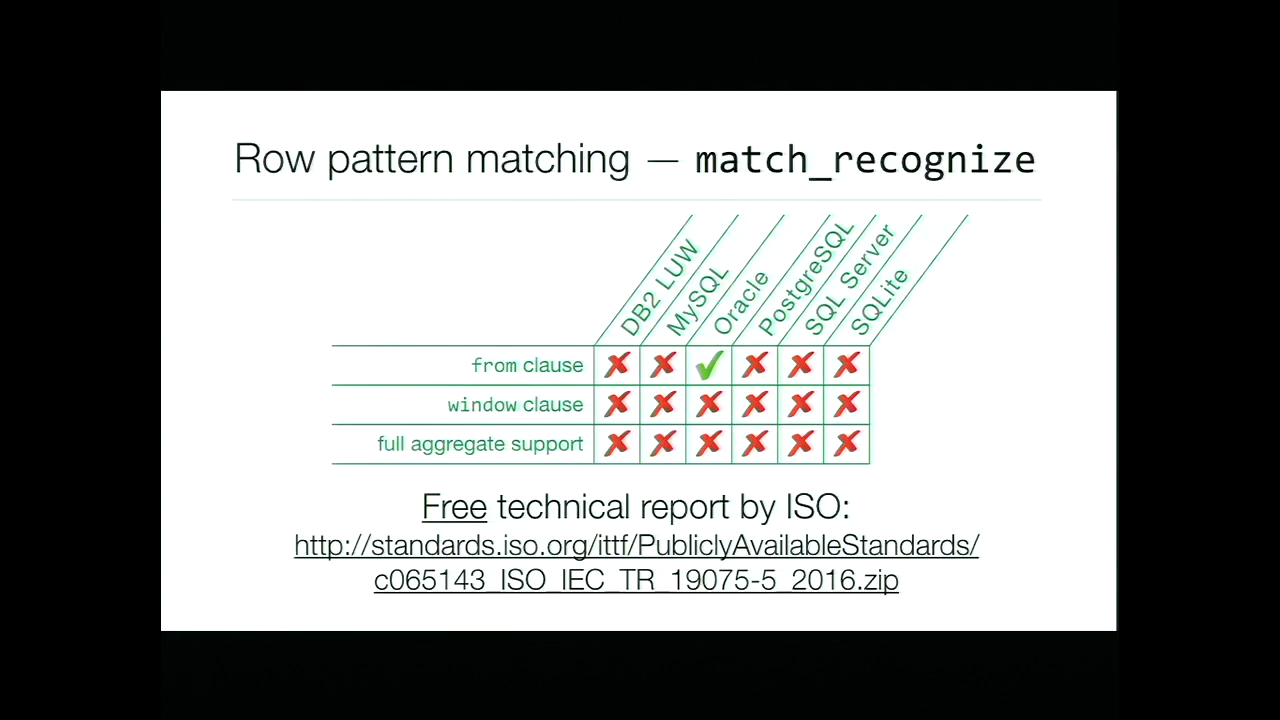 Row pattern matching — match_recognize
DB2 LUW
MySQL
Oracle
PostgreSQL
SQL Server
SQLite
from clause ✘ ✘ ✔ ✘ ✘ ✘
window clause ✘ ✘ ✘ ✘ ✘ ✘
full aggregate support ✘ ✘ ✘ ✘ ✘ ✘
Free technical report by ISO:
http://standards.iso.org/ittf/PubliclyAvailableStandards/
c065143_ISO_IEC_TR_19075-5_2016.zip